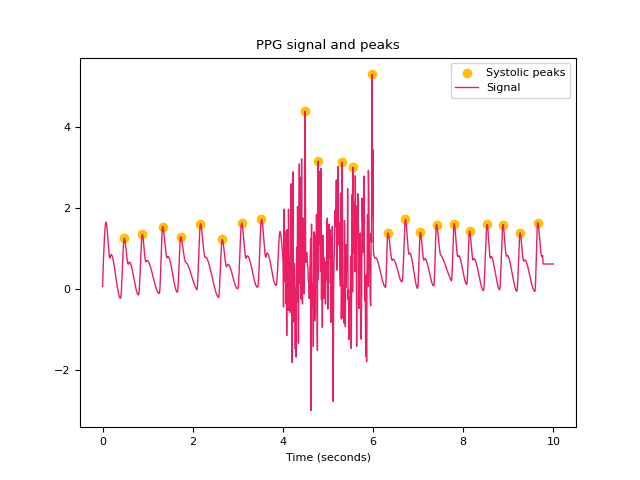 PPG signal and peaks
Systolic peaks
Signal
4
2
0
−2
0 2 4 6 8 10
Time (seconds)